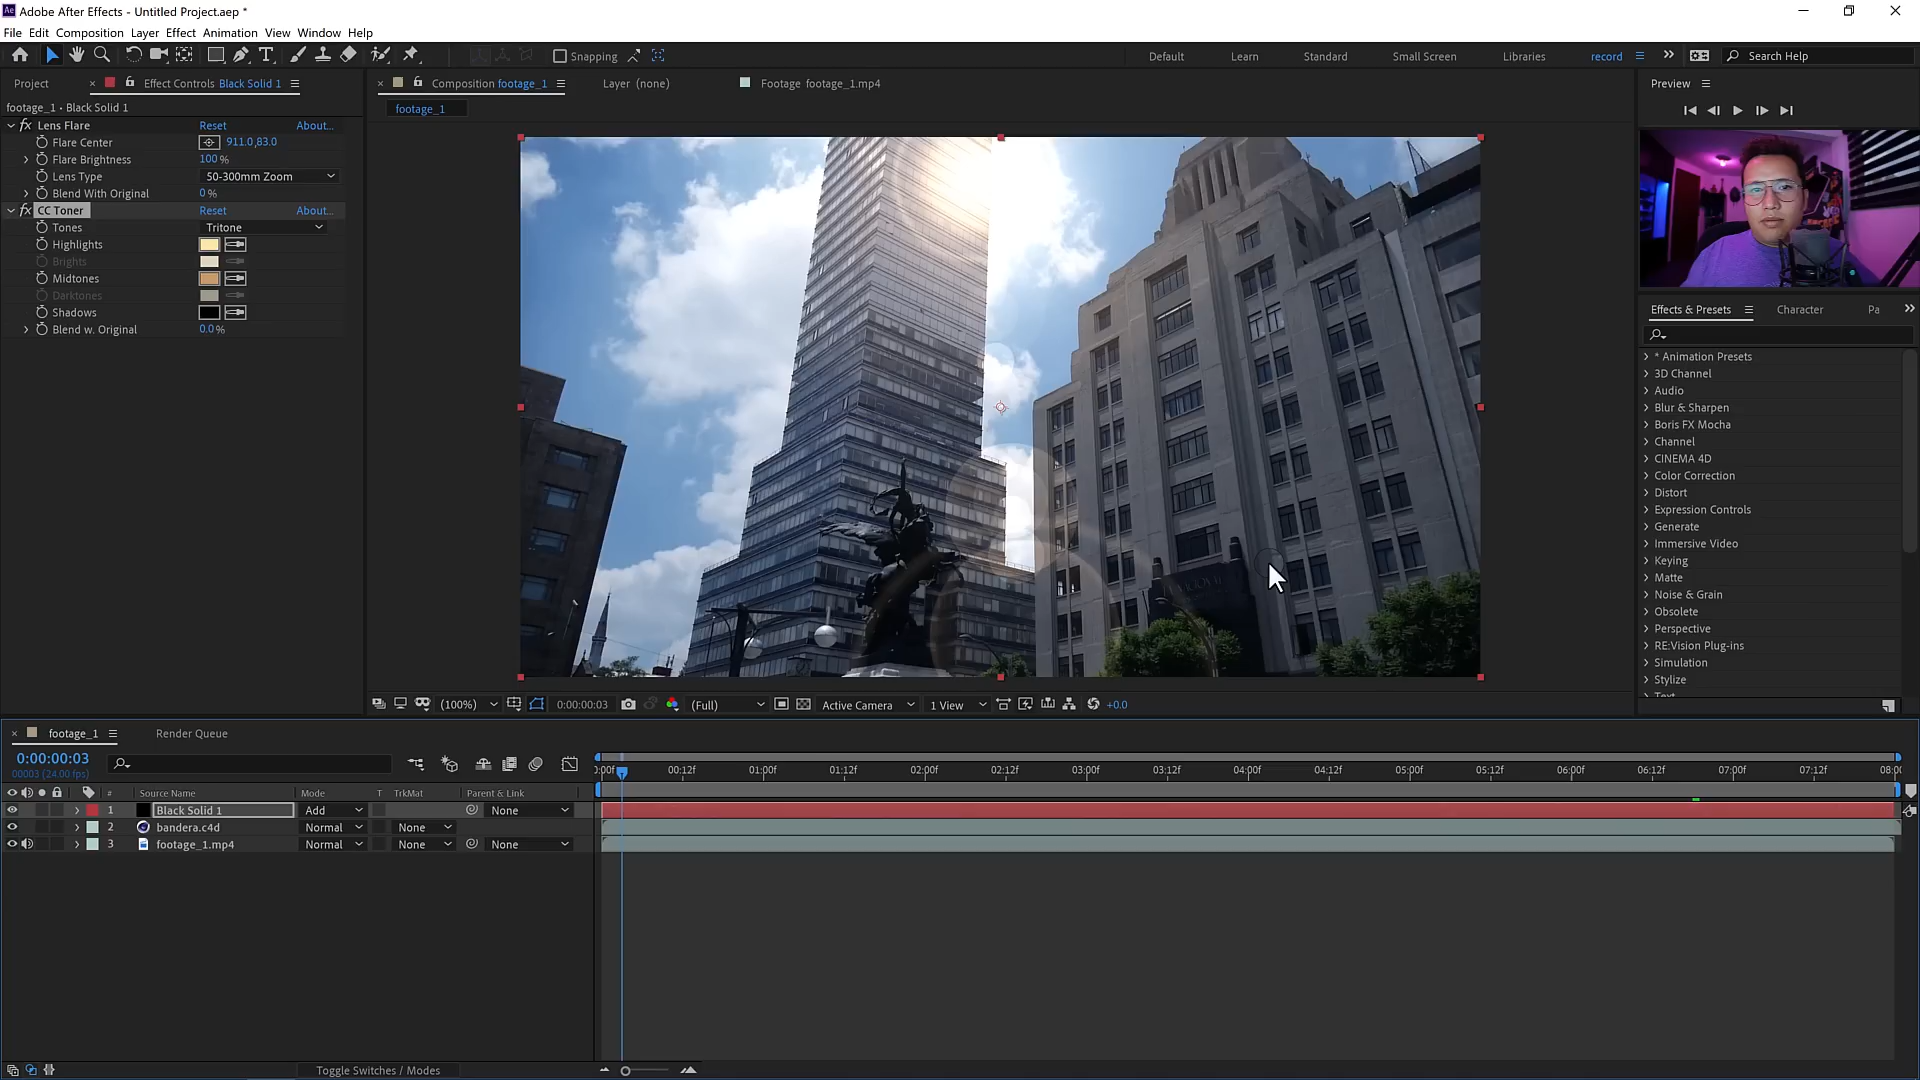 Adobe After Effects - Untitled Project.aep *
File Edit Composition Layer Effect Animation View Window Help
Snapping
Default Learn Standard Small Screen Libraries record
Search Help
Project
Effect Controls Black Solid 1
footage_1 • Black Solid 1
Lens Flare Reset About...
Flare Center 911.0,83.0
Flare Brightness 100 %
Lens Type 50-300mm Zoom
Blend With Original 0 %
CC Toner Reset About...
Tones Tritone
Highlights
Brights
Midtones
Darktones
Shadows
Blend w. Original 0.0 %
Composition footage_1
Layer (none)
Footage footage_1.mp4
footage_1
(100%) 0:00:00:03 (Full) Active Camera 1 View +0.0
Preview
Effects & Presets Character Pa
* Animation Presets
3D Channel
Audio
Blur & Sharpen
Boris FX Mocha
Channel
CINEMA 4D
Color Correction
Distort
Expression Controls
Generate
Immersive Video
Keying
Matte
Noise & Grain
Obsolete
Perspective
RE:Vision Plug-ins
Simulation
Stylize
Text
footage_1 Render Queue
0:00:00:03
00003 (24.00 fps)
):00f 00:12f 01:00f 01:12f 02:00f 02:12f 03:00f 03:12f 04:00f 04:12f 05:00f 05:12f 06:00f 06:12f 07:00f 07:12f 08:00
# Source Name Mode T TrkMat Parent & Link
1 Black Solid 1 Add None
2 bandera.c4d Normal None
3 footage_1.mp4 Normal None None
Toggle Switches / Modes